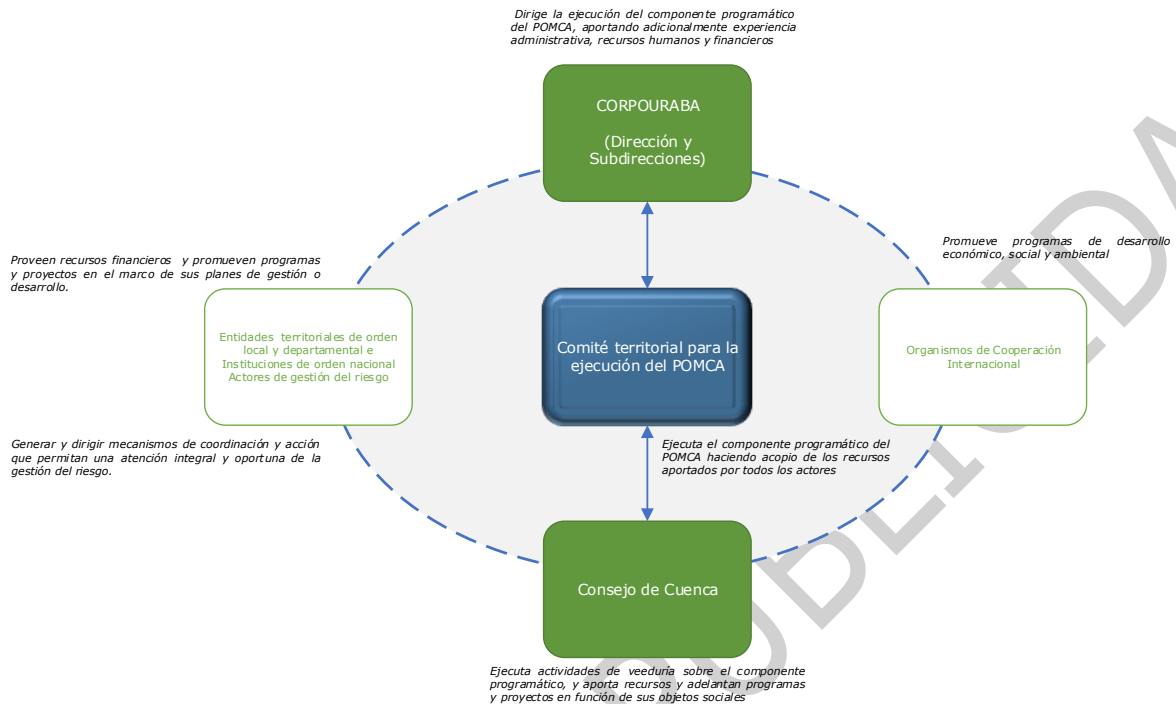 Dirige la ejecución del componente programático
del POMCA, aportando adicionalmente experiencia
administrativa, recursos humanos y financieros
CORPOURABA
(Dirección y
Subdirecciones)
Proveen recursos financieros y promueven programas
y proyectos en el marco de sus planes de gestión o
desarrollo.
Promueve programas de desarrollo
económico, social y ambiental
Entidades territoriales de orden
local y departamental e
Instituciones de orden nacional
Actores de gestión del riesgo
Comité territorial para la
ejecución del POMCA
Organismos de Cooperación
Internacional
Generar y dirigir mecanismos de coordinación y acción
que permitan una atención integral y oportuna de la
gestión del riesgo.
Ejecuta el componente programático del
POMCA haciendo acopio de los recursos
aportados por todos los actores
Consejo de Cuenca
Ejecuta actividades de veeduría sobre el componente
programático, y aporta recursos y adelantan programas
y proyectos en función de sus objetos sociales
PUBLICIDA